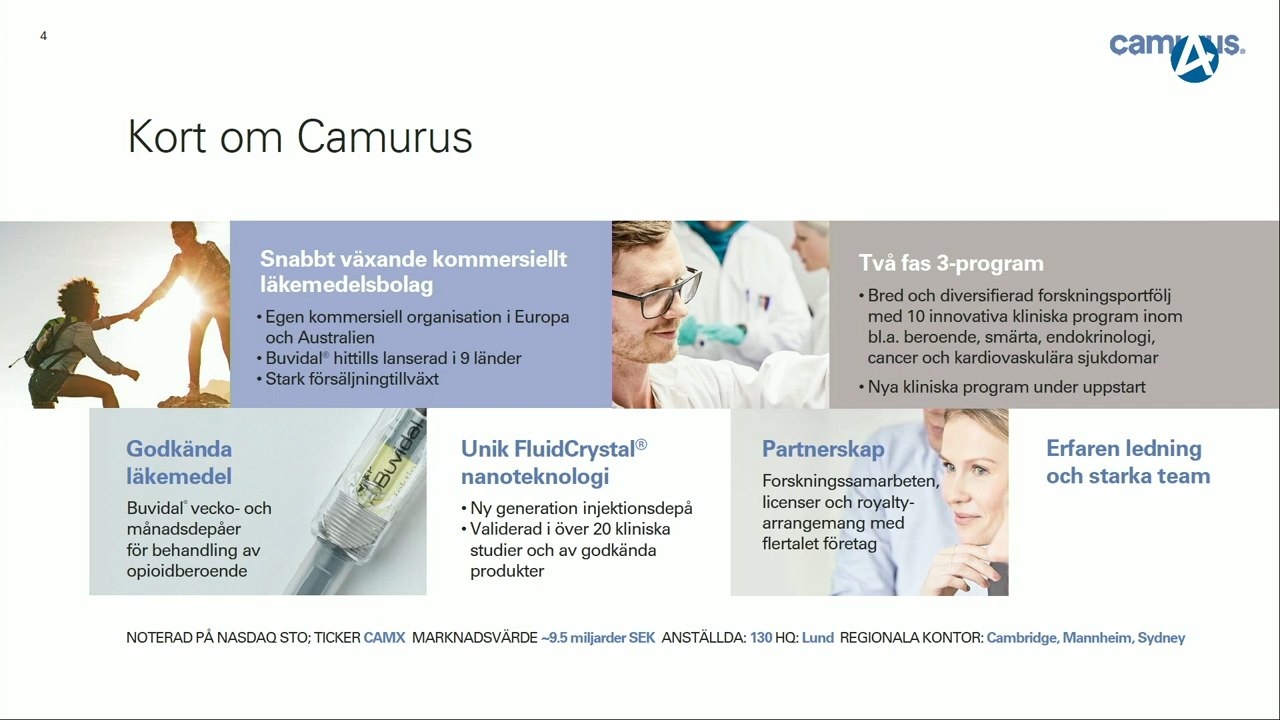 4
camurus®
Kort om Camurus
Snabbt växande kommersiellt
läkemedelsbolag
• Egen kommersiell organisation i Europa
och Australien
• Buvidal® hittills lanserad i 9 länder
• Stark försäljningtillväxt
Två fas 3-program
• Bred och diversifierad forskningsportfölj
med 10 innovativa kliniska program inom
bl.a. beroende, smärta, endokrinologi,
cancer och kardiovaskulära sjukdomar
• Nya kliniska program under uppstart
Godkända
läkemedel
Buvidal® vecko- och
månadsdepåer
för behandling av
opioidberoende
Buvidal
Unik FluidCrystal®
nanoteknologi
• Ny generation injektionsdepå
• Validerad i över 20 kliniska
studier och av godkända
produkter
Partnerskap
Forskningssamarbeten,
licenser och royalty-
arrangemang med
flertalet företag
Erfaren ledning
och starka team
NOTERAD PÅ NASDAQ STO; TICKER CAMX MARKNADSVÄRDE ~9.5 miljarder SEK ANSTÄLLDA: 130 HQ: Lund REGIONALA KONTOR: Cambridge, Mannheim, Sydney